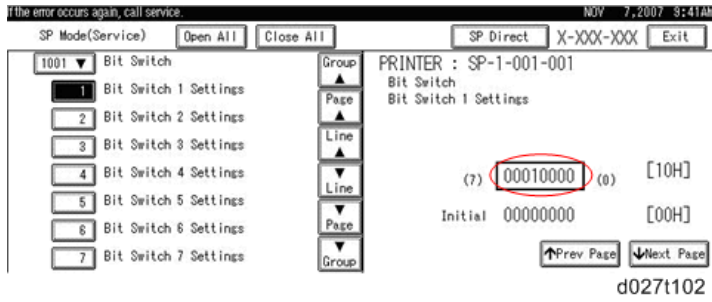 If the error occurs again, call service.
NOV 7,2007 9:41AM
SP Mode(Service) Open All Close All SP Direct X-XXX-XXX Exit
1001 ▼ Bit Switch
1 Bit Switch 1 Settings
2 Bit Switch 2 Settings
3 Bit Switch 3 Settings
4 Bit Switch 4 Settings
5 Bit Switch 5 Settings
6 Bit Switch 6 Settings
7 Bit Switch 7 Settings
Group
▲
Page
▲
Line
▲
▼
Line
▼
Page
▼
Group
PRINTER : SP-1-001-001
Bit Switch
Bit Switch 1 Settings
(7) 00010000 (0) [10H]
Initial 00000000 [00H]
↑Prev Page ↓Next Page
d027t102